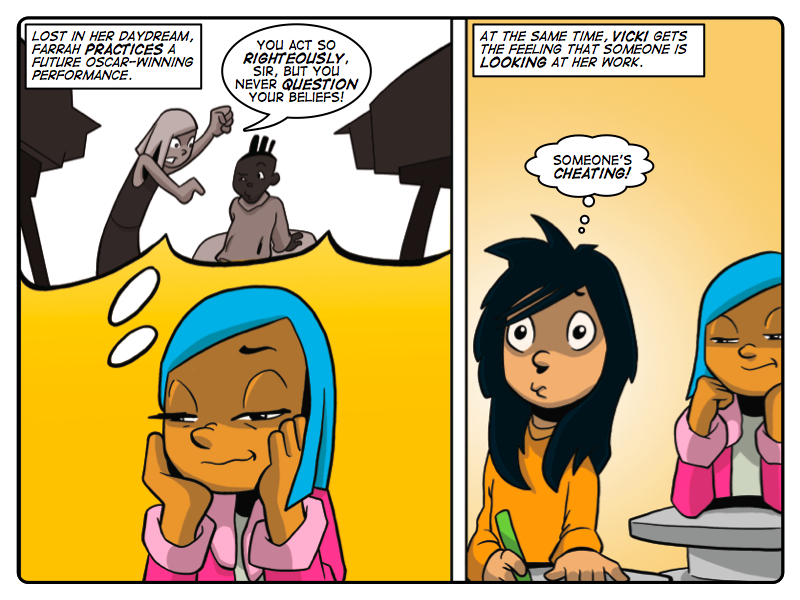 LOST IN HER DAYDREAM,
FARRAH PRACTICES A
FUTURE OSCAR-WINNING
PERFORMANCE.
YOU ACT SO
RIGHTEOUSLY,
SIR, BUT YOU
NEVER QUESTION
YOUR BELIEFS!
AT THE SAME TIME, VICKI GETS
THE FEELING THAT SOMEONE IS
LOOKING AT HER WORK.
SOMEONE'S
CHEATING!